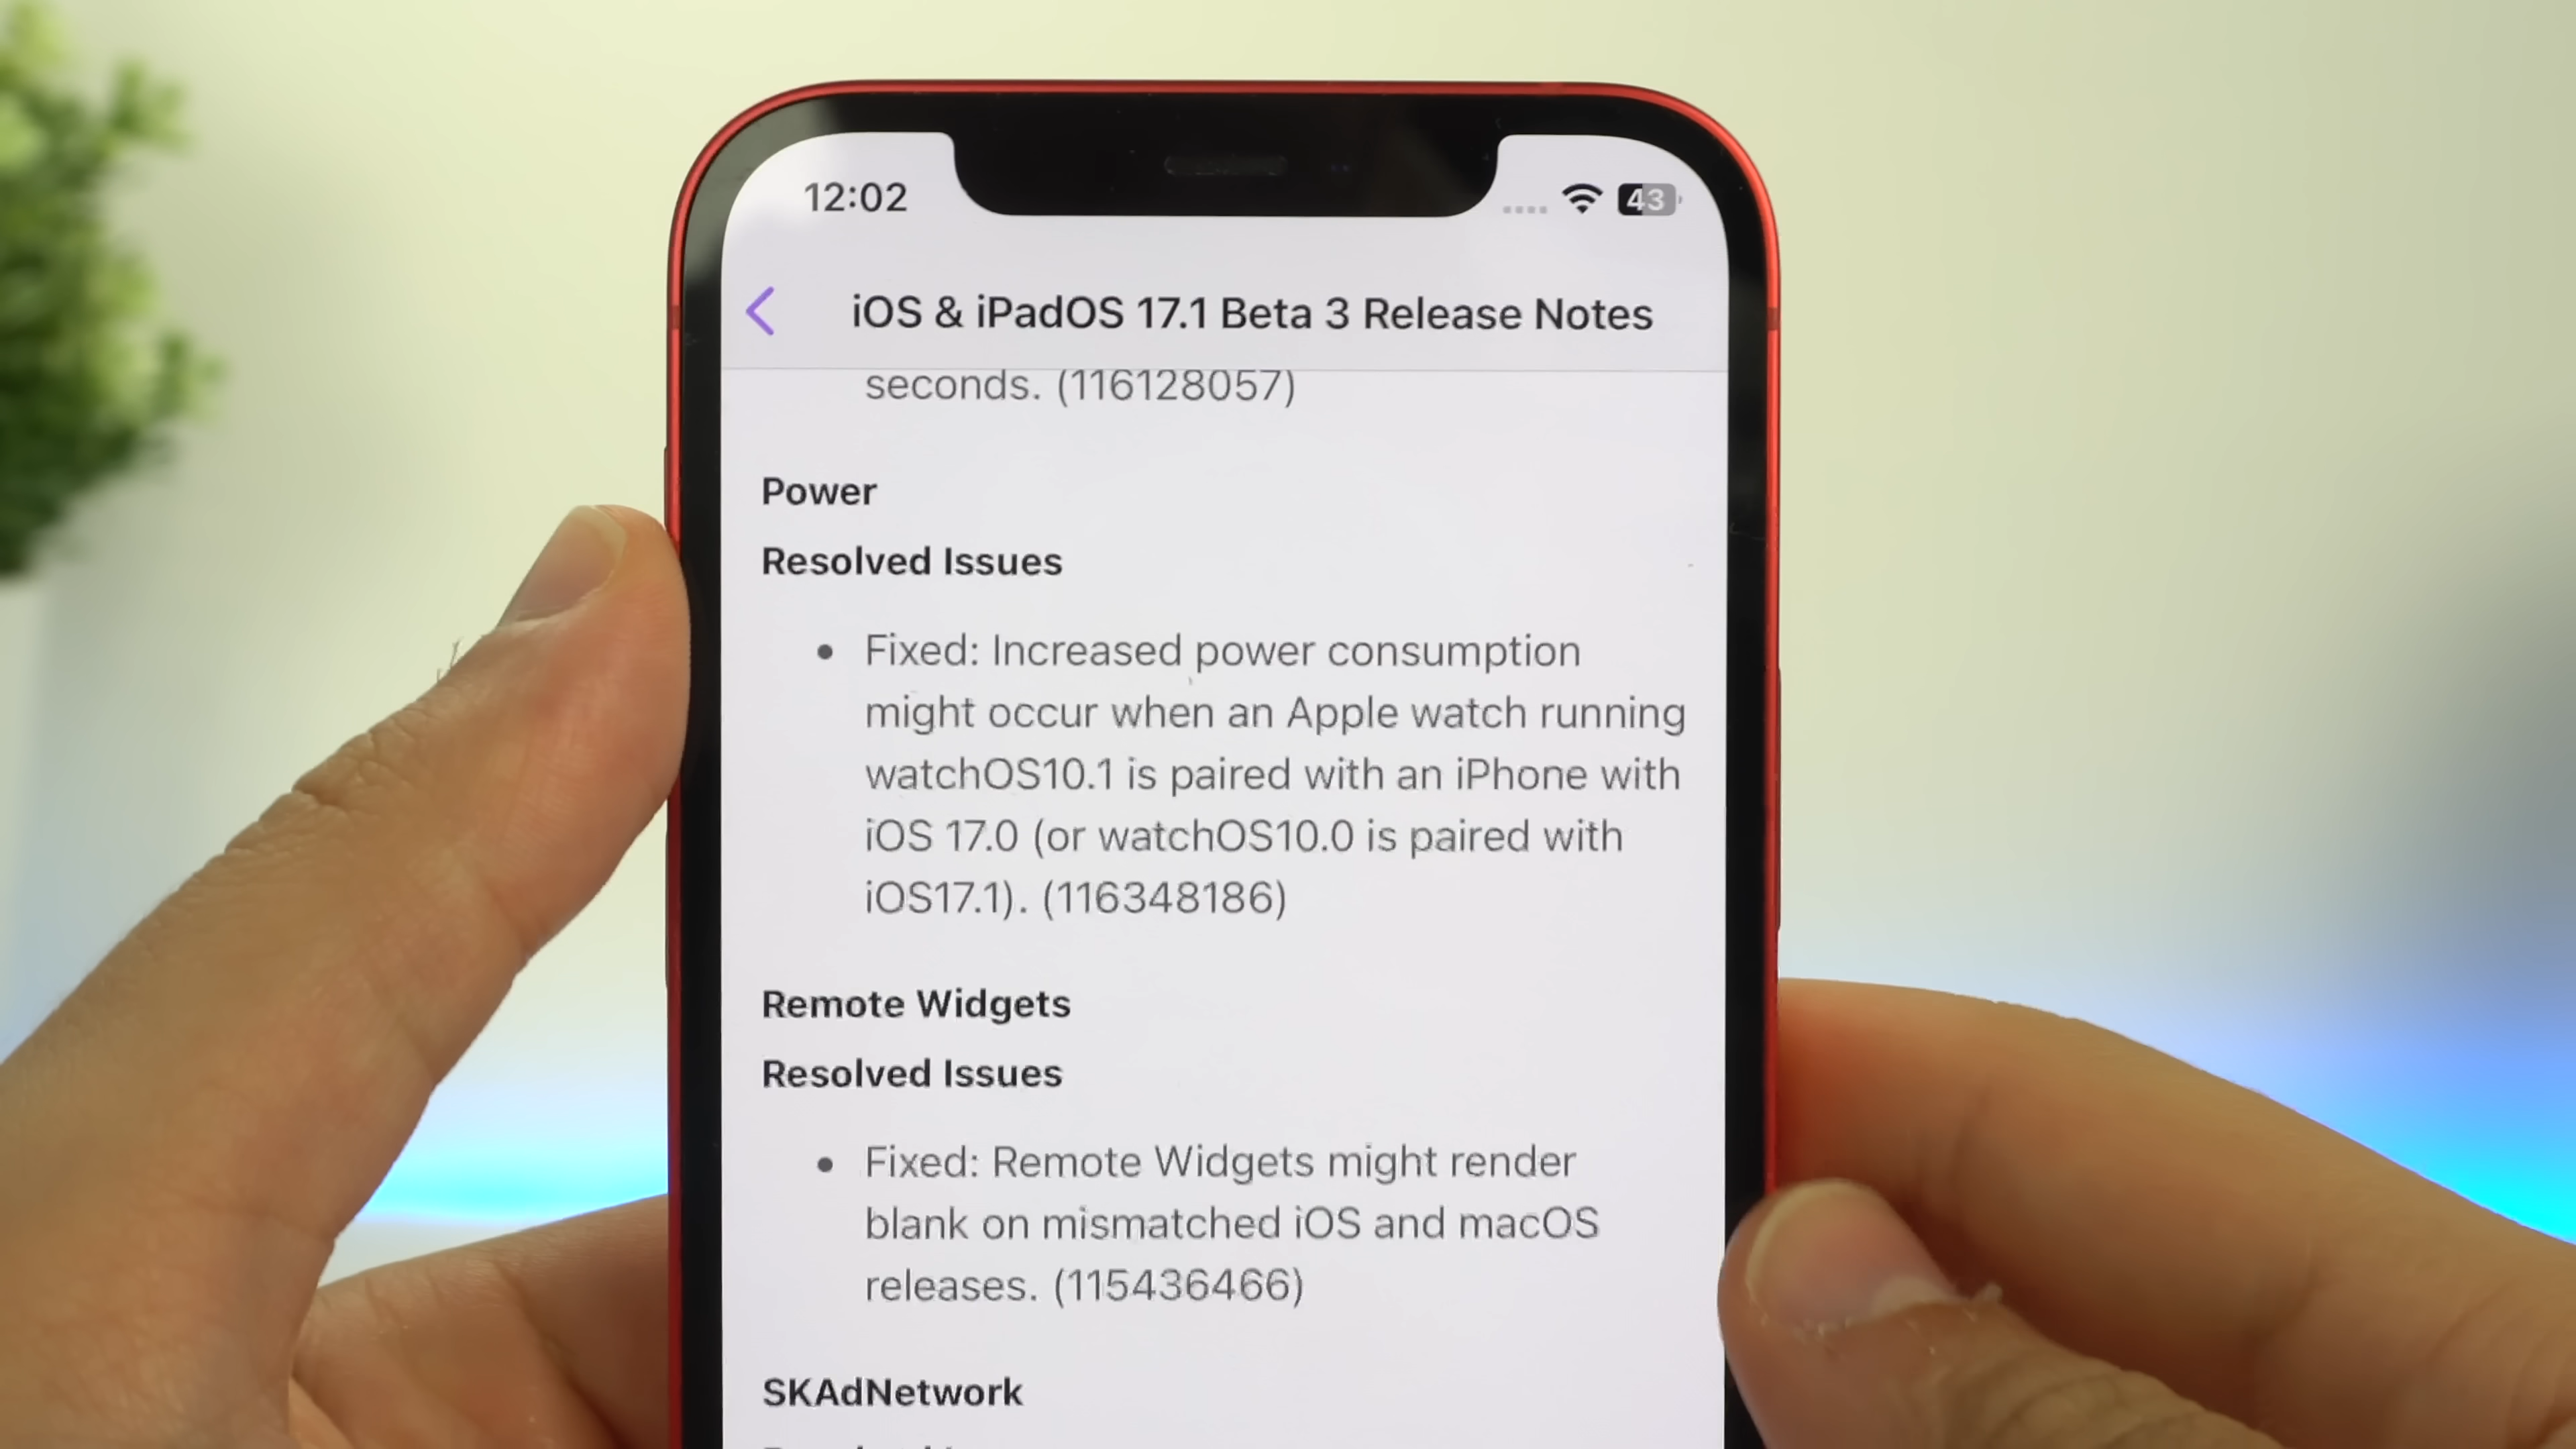 12:02
43
iOS & iPadOS 17.1 Beta 3 Release Notes
seconds. (116128057)
Power
Resolved Issues
• Fixed: Increased power consumption
might occur when an Apple watch running
watchOS10.1 is paired with an iPhone with
iOS 17.0 (or watchOS10.0 is paired with
iOS17.1). (116348186)
Remote Widgets
Resolved Issues
• Fixed: Remote Widgets might render
blank on mismatched iOS and macOS
releases. (115436466)
SKAdNetwork